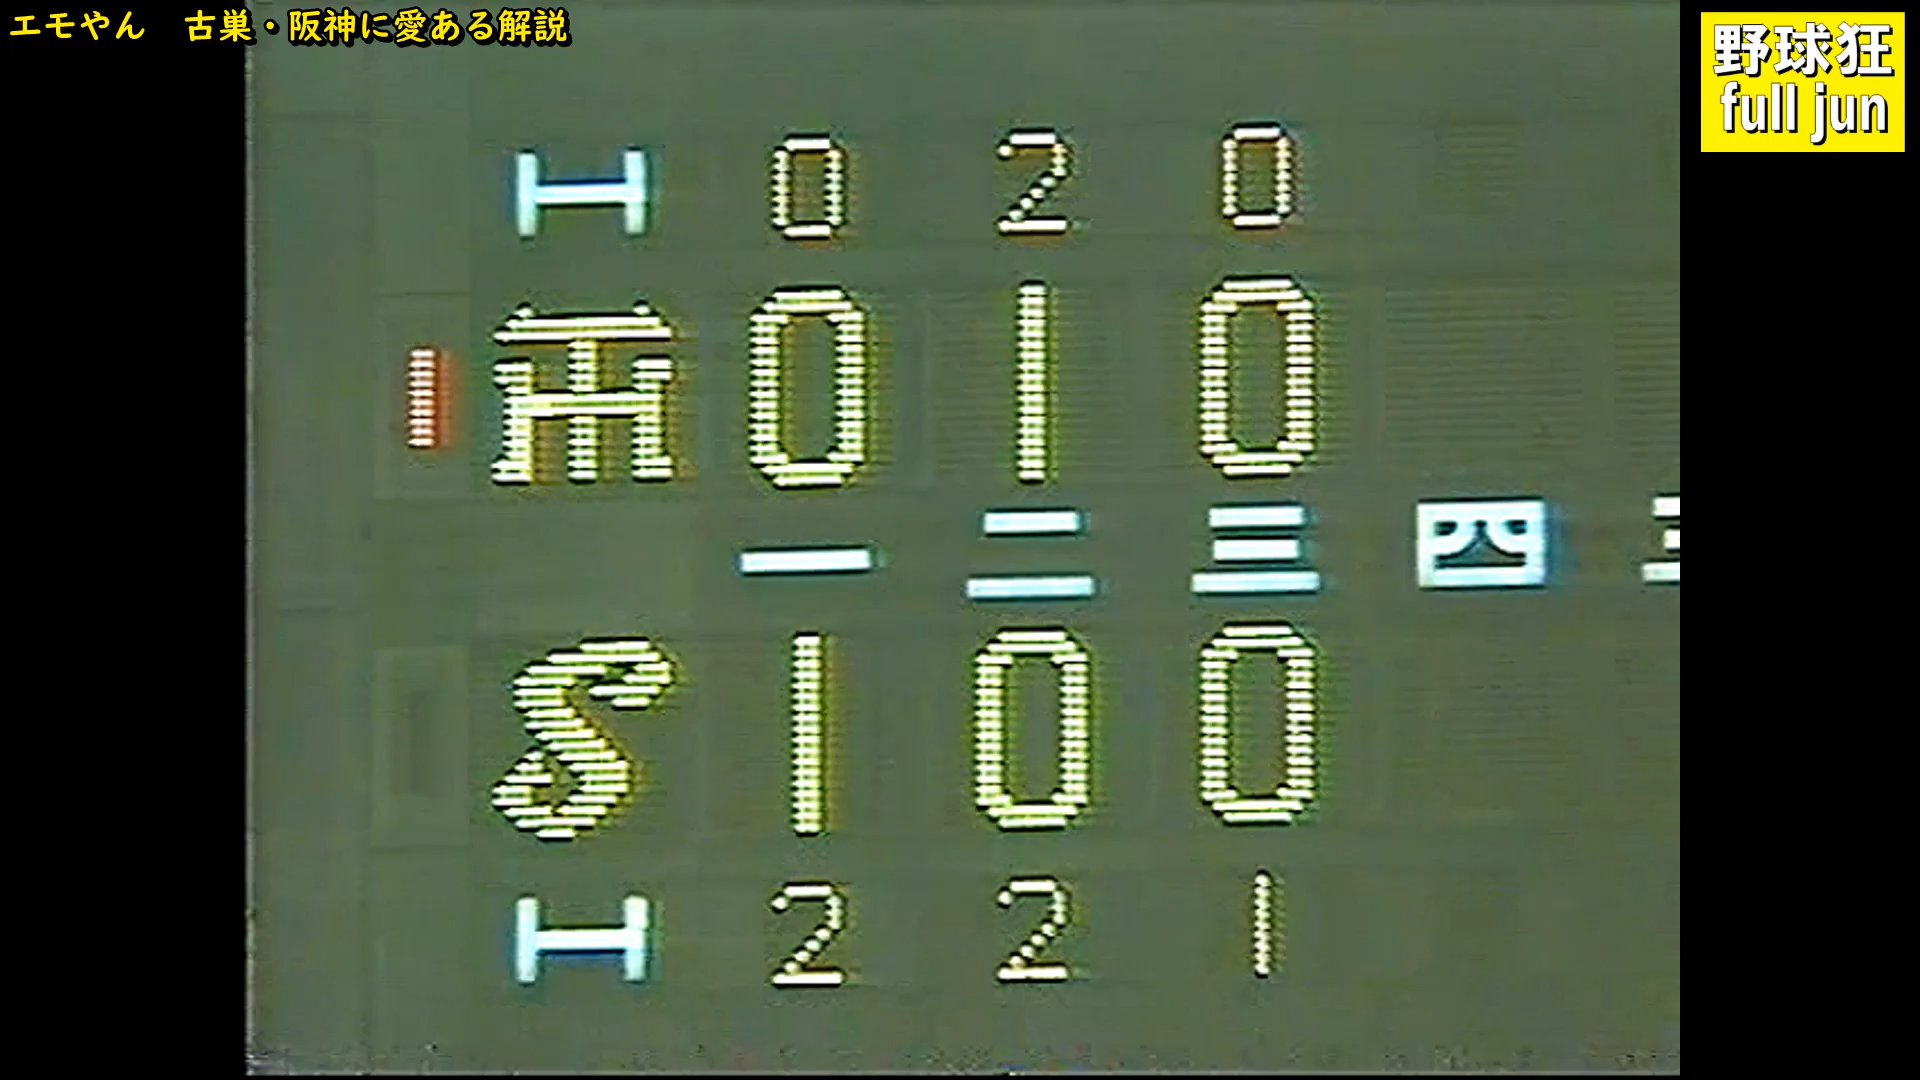 エモやん 古巣・阪神に愛ある解説
野球狂
full jun
H 0 2 0
0 1 0
一 二 三 四
S 1 0 0
H 2 2 1